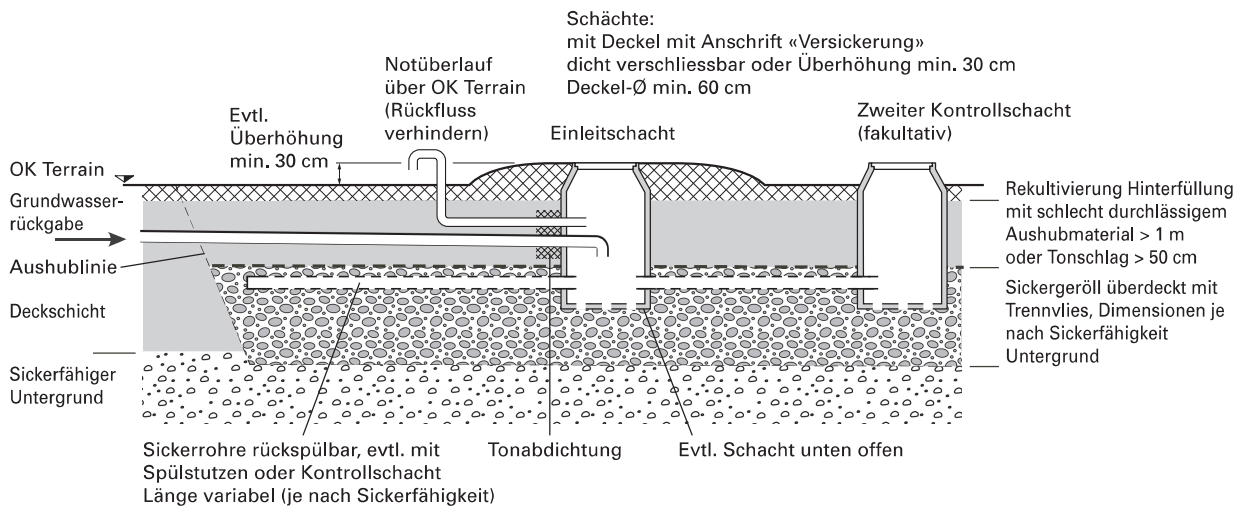 Schächte:
mit Deckel mit Anschrift «Versickerung»
dicht verschliessbar oder Überhöhung min. 30 cm
Deckel-Ø min. 60 cm
Notüberlauf
über OK Terrain
(Rückfluss
verhindern)
Evtl.
Überhöhung
min. 30 cm
Einleitschacht
Zweiter Kontrollschacht
(fakultativ)
OK Terrain
Grundwasser-
rückgabe
Aushublinie
Deckschicht
Sickerfähiger
Untergrund
Rekultivierung Hinterfüllung
mit schlecht durchlässigem
Aushubmaterial > 1 m
oder Tonschlag > 50 cm
Sickergeröll überdeckt mit
Trennvlies, Dimensionen je
nach Sickerfähigkeit
Untergrund
Sickerrohre rückspülbar, evtl. mit
Spülstutzen oder Kontrollschacht
Länge variabel (je nach Sickerfähigkeit)
Tonabdichtung
Evtl. Schacht unten offen